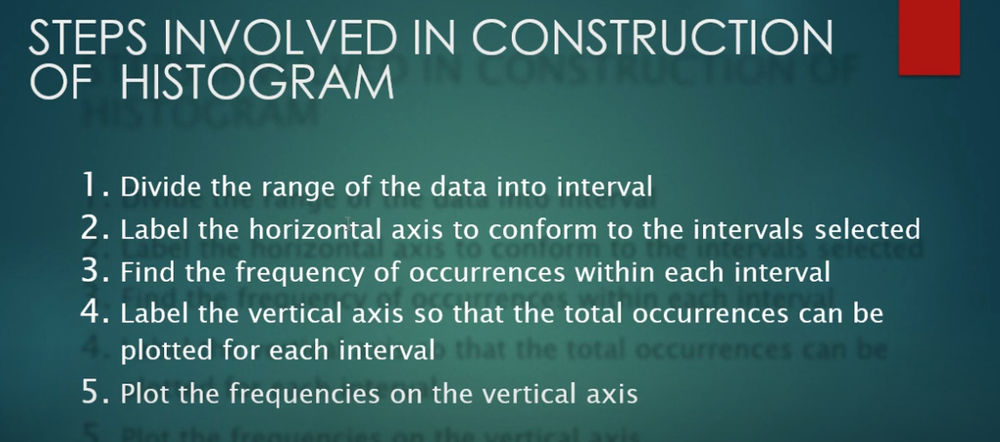 STEPS INVOLVED IN CONSTRUCTION
OF HISTOGRAM
1. Divide the range of the data into interval
2. Label the horizontal axis to conform to the intervals selected
3. Find the frequency of occurrences within each interval
4. Label the vertical axis so that the total occurrences can be
plotted for each interval
5. Plot the frequencies on the vertical axis